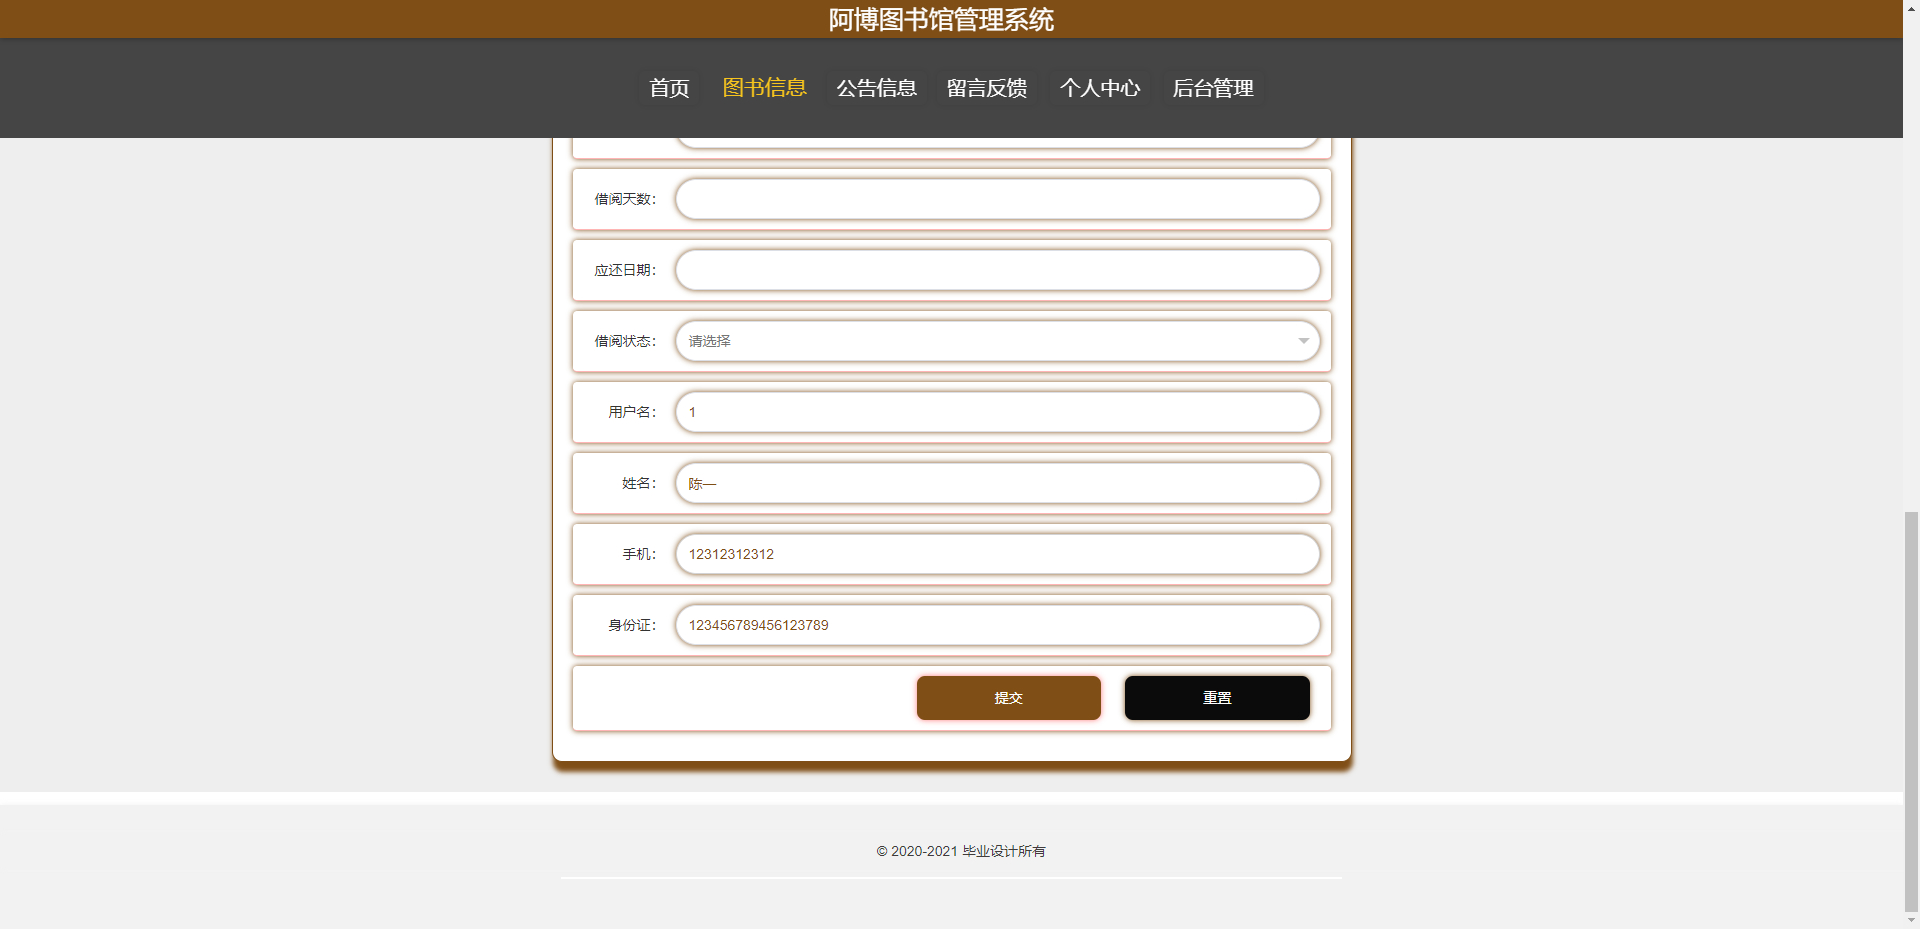 阿博图书馆管理系统
首页 图书信息 公告信息 留言反馈 个人中心 后台管理
借阅天数：
应还日期：
借阅状态： 请选择
用户名： 1
姓名： 陈一
手机： 12312312312
身份证： 123456789456123789
提交 重置
© 2020-2021 毕业设计所有